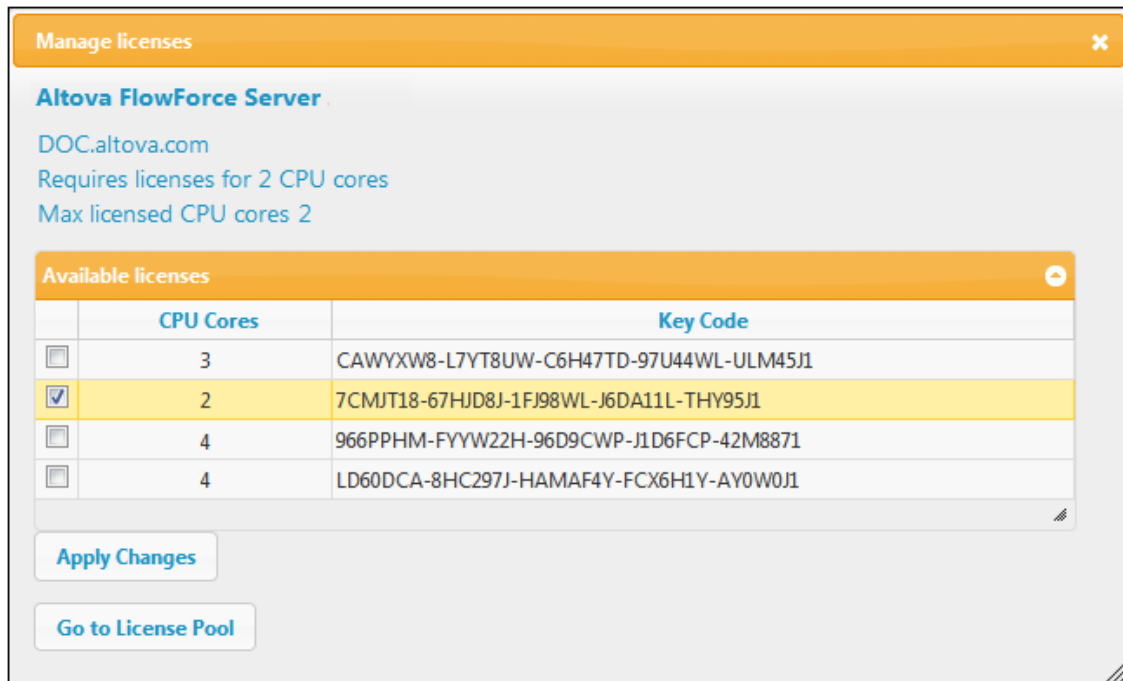 Manage licenses
Altova FlowForce Server
DOC.altova.com
Requires licenses for 2 CPU cores
Max licensed CPU cores 2
Available licenses
CPU Cores Key Code
3 CAWYXW8-L7YT8UW-C6H47TD-97U44WL-ULM45J1
2 7CMJT18-67HJD8J-1FJ98WL-J6DA11L-THY95J1
4 966PPHM-FYYW22H-96D9CWP-J1D6FCP-42M8871
4 LD60DCA-8HC297J-HAMAF4Y-FCX6H1Y-AY0W0J1
Apply Changes
Go to License Pool